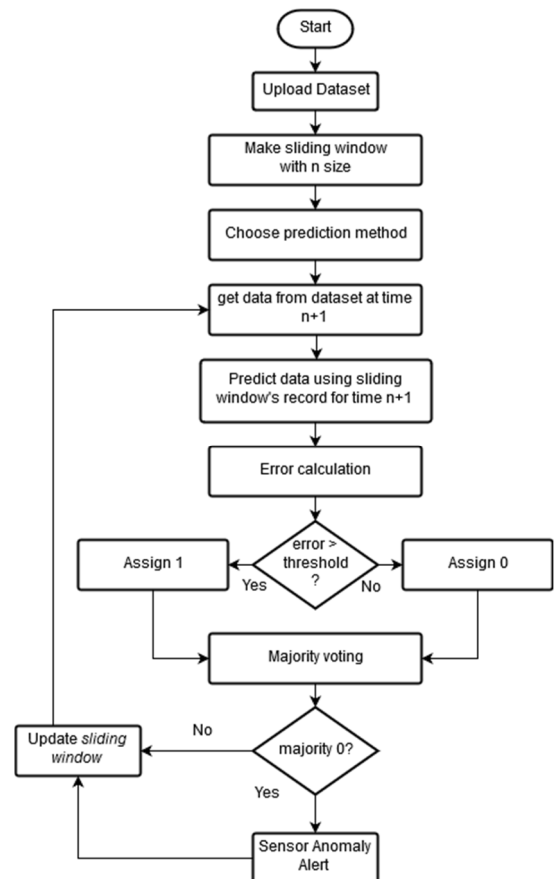 Start
Upload Dataset
Make sliding window
with n size
Choose prediction method
get data from dataset at time
n+1
Predict data using sliding
window's record for time n+1
Error calculation
error >
threshold
?
Yes
No
Assign 1
Assign 0
Majority voting
majority 0?
No
Yes
Update sliding
window
Sensor Anomaly
Alert